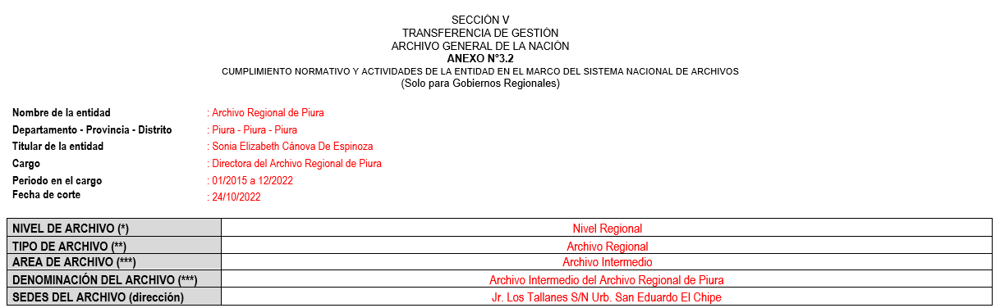 SECCIÓN V
TRANSFERENCIA DE GESTIÓN
ARCHIVO GENERAL DE LA NACIÓN
ANEXO N°3.2
CUMPLIMIENTO NORMATIVO Y ACTIVIDADES DE LA ENTIDAD EN EL MARCO DEL SISTEMA NACIONAL DE ARCHIVOS
(Solo para Gobiernos Regionales)
Nombre de la entidad : Archivo Regional de Piura
Departamento - Provincia - Distrito : Piura - Piura - Piura
Titular de la entidad : Sonia Elizabeth Cánova De Espinoza
Cargo : Directora del Archivo Regional de Piura
Periodo en el cargo : 01/2015 a 12/2022
Fecha de corte : 24/10/2022
NIVEL DE ARCHIVO (*) Nivel Regional
TIPO DE ARCHIVO (**) Archivo Regional
AREA DE ARCHIVO (***) Archivo Intermedio
DENOMINACIÓN DEL ARCHIVO (***) Archivo Intermedio del Archivo Regional de Piura
SEDES DEL ARCHIVO (dirección) Jr. Los Tallanes S/N Urb. San Eduardo El Chipe